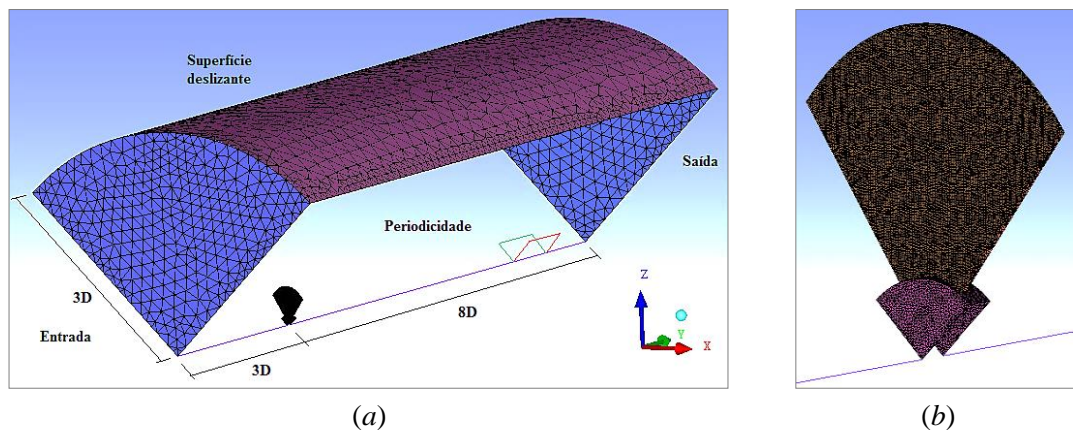 Superfície
deslizante
Saída
Periodicidade
3D
8D
Entrada
3D
Z
Y
X
(a)
(b)